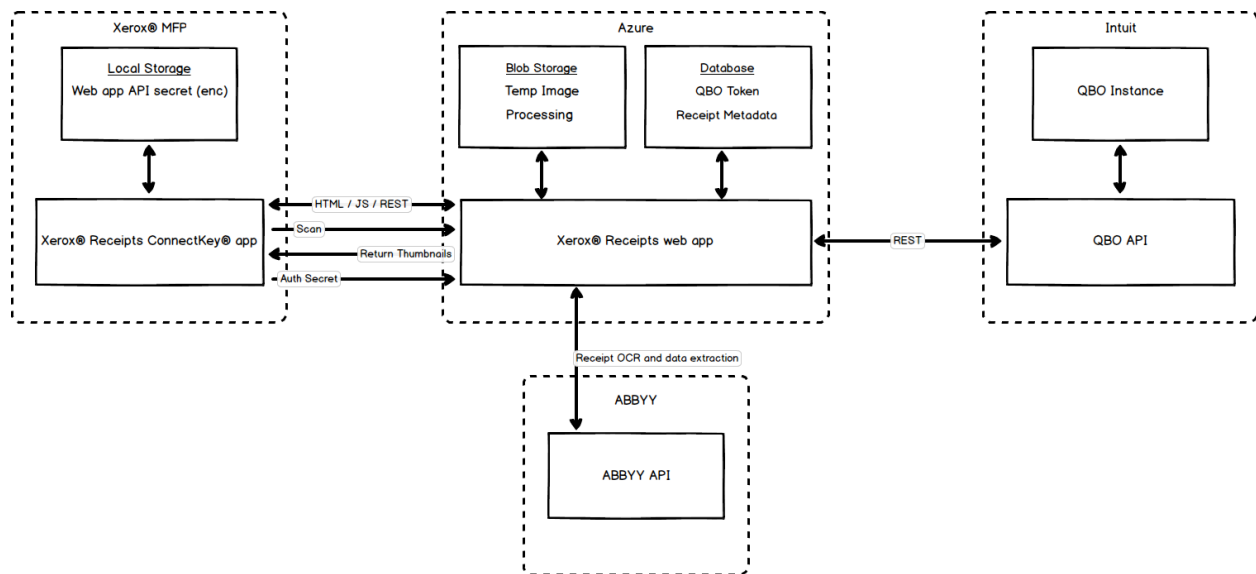 Xerox® MFP
Local Storage
Web app API secret (enc)
Xerox® Receipts ConnectKey® app
HTML / JS / REST
Scan
Return Thumbnails
Auth Secret
Azure
Blob Storage
Temp Image
Processing
Database
QBO Token
Receipt Metadata
Xerox® Receipts web app
REST
Intuit
QBO Instance
QBO API
Receipt OCR and data extraction
ABBYY
ABBYY API